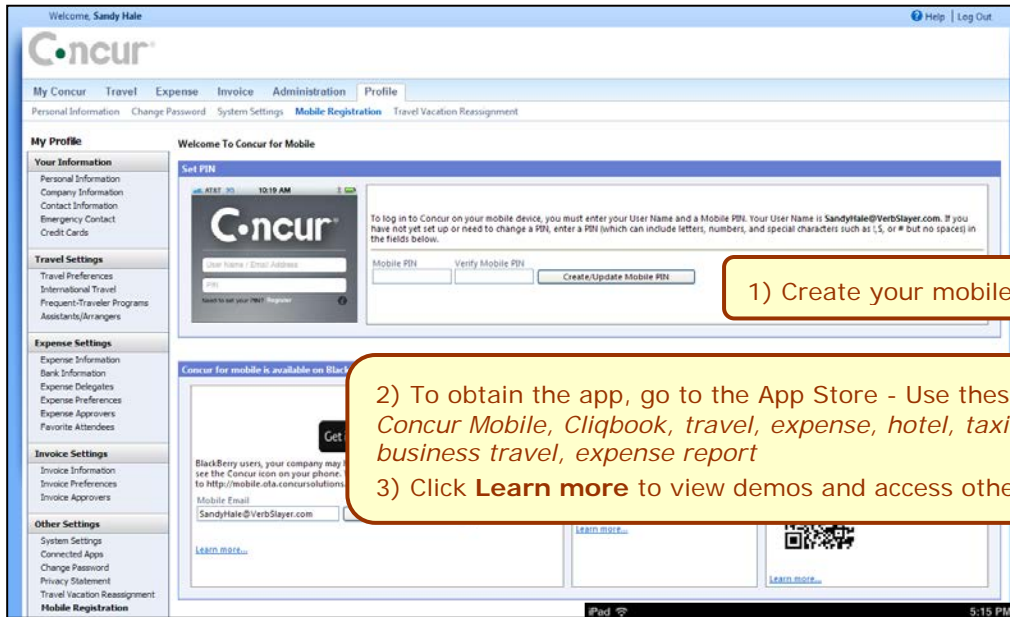 Welcome, Sandy Hale
Help | Log Out
C•ncur
My Concur Travel Expense Invoice Administration Profile
Personal Information Change Password System Settings Mobile Registration Travel Vacation Reassignment
My Profile
Your Information
Personal Information
Company Information
Contact Information
Emergency Contact
Credit Cards
Travel Settings
Travel Preferences
International Travel
Frequent-Traveler Programs
Assistants/Arrangers
Expense Settings
Expense Information
Bank Information
Expense Delegates
Expense Preferences
Expense Approvers
Favorite Attendees
Invoice Settings
Invoice Information
Invoice Preferences
Invoice Approvers
Other Settings
System Settings
Connected Apps
Change Password
Privacy Statement
Travel Vacation Reassignment
Mobile Registration
Welcome To Concur for Mobile
Set PIN
AT&T 3G 10:19 AM
C•ncur
User Name / Email Address
PIN
Need to set your PIN? Register
To log in to Concur on your mobile device, you must enter your User Name and a Mobile PIN. Your User Name is SandyHale@VerbSlayer.com. If you
have not yet set up or need to change a PIN, enter a PIN (which can include letters, numbers, and special characters such as !,$, or # but no spaces) in
the fields below.
Mobile PIN Verify Mobile PIN
Create/Update Mobile PIN
1) Create your mobile
Concur for mobile is available on Black
Get
BlackBerry users, your company may
see the Concur icon on your phone.
to http://mobile.ota.concursolutions.
Mobile Email
SandyHale@VerbSlayer.com
Learn more...
2) To obtain the app, go to the App Store - Use thes
Concur Mobile, Cliqbook, travel, expense, hotel, taxi
business travel, expense report
3) Click Learn more to view demos and access othe
Learn more...
Learn more...
iPad 5:15 PM